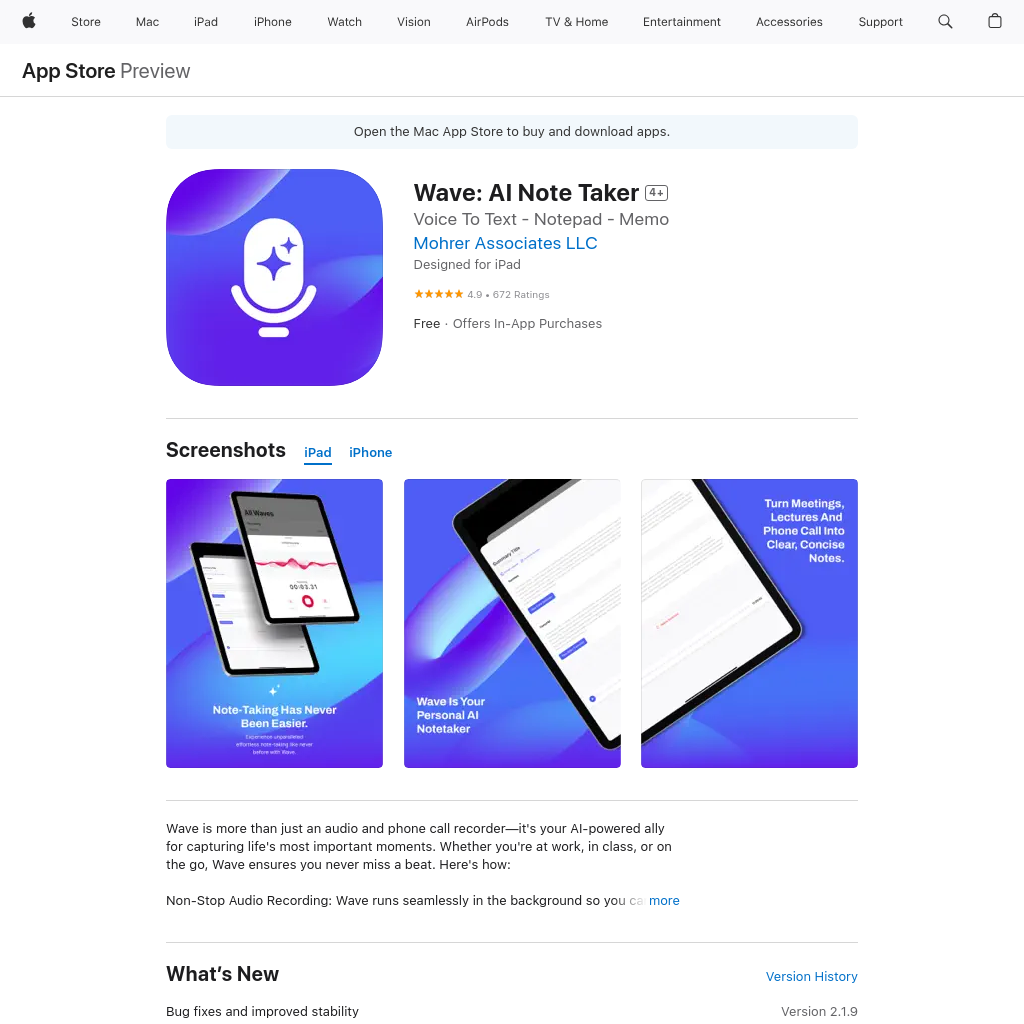 Store
Mac
iPad
iPhone
Watch
Vision
AirPods
TV & Home
Entertainment
Accessories
Support
App Store Preview
Open the Mac App Store to buy and download apps.
Wave: AI Note Taker 4+
Voice To Text - Notepad - Memo
Mohrer Associates LLC
Designed for iPad
★★★★★ 4.9 • 672 Ratings
Free · Offers In-App Purchases
Screenshots
iPad
iPhone
All Waves
00:03.31
Note-Taking Has Never
Been Easier.
Experience unparalleled
effortless note-taking like never
before with Wave.
Summary Title
Wave Is Your
Personal AI
Notetaker
Turn Meetings,
Lectures And
Phone Call Into
Clear, Concise
Notes.
Wave is more than just an audio and phone call recorder—it's your AI-powered ally
for capturing life's most important moments. Whether you're at work, in class, or on
the go, Wave ensures you never miss a beat. Here's how:
Non-Stop Audio Recording: Wave runs seamlessly in the background so you ca more
What's New
Version History
Bug fixes and improved stability
Version 2.1.9